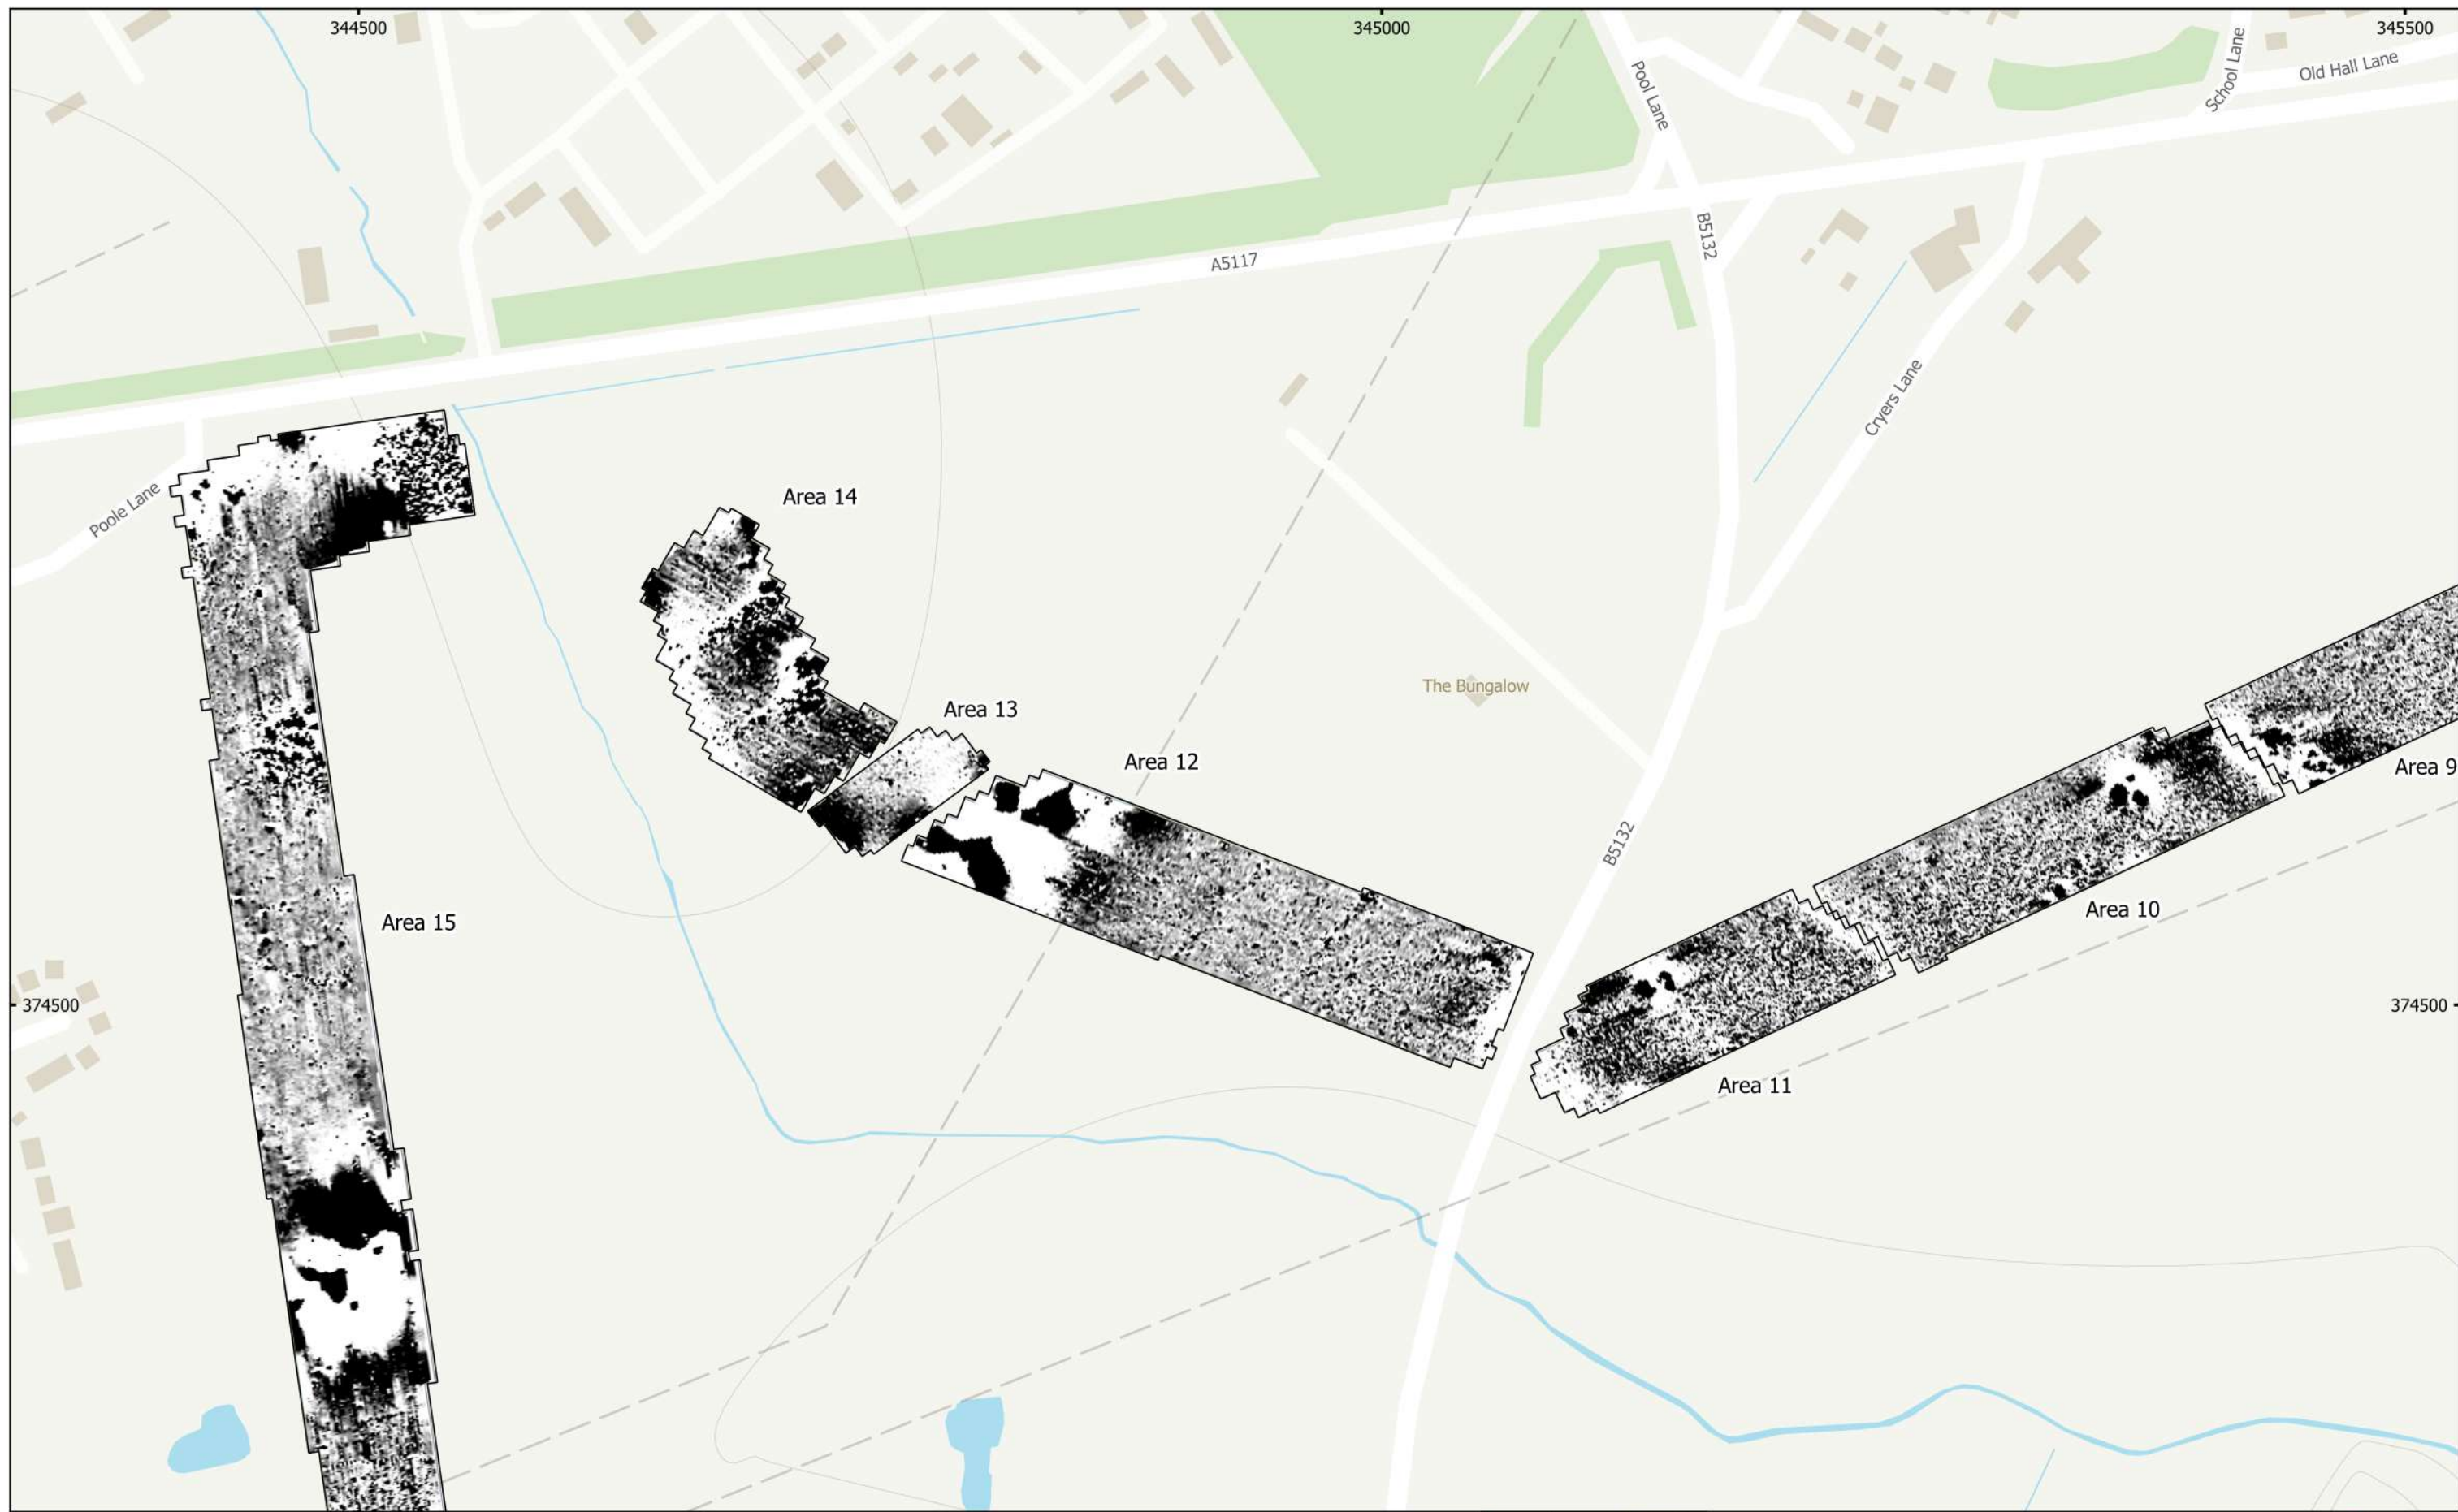 344500
345000
345500
School Lane
Old Hall Lane
Pool Lane
B5132
A5117
Cryers Lane
Poole Lane
Area 14
The Bungalow
Area 13
Area 12
Area 9
B5132
Area 10
Area 15
374500
374500
Area 11